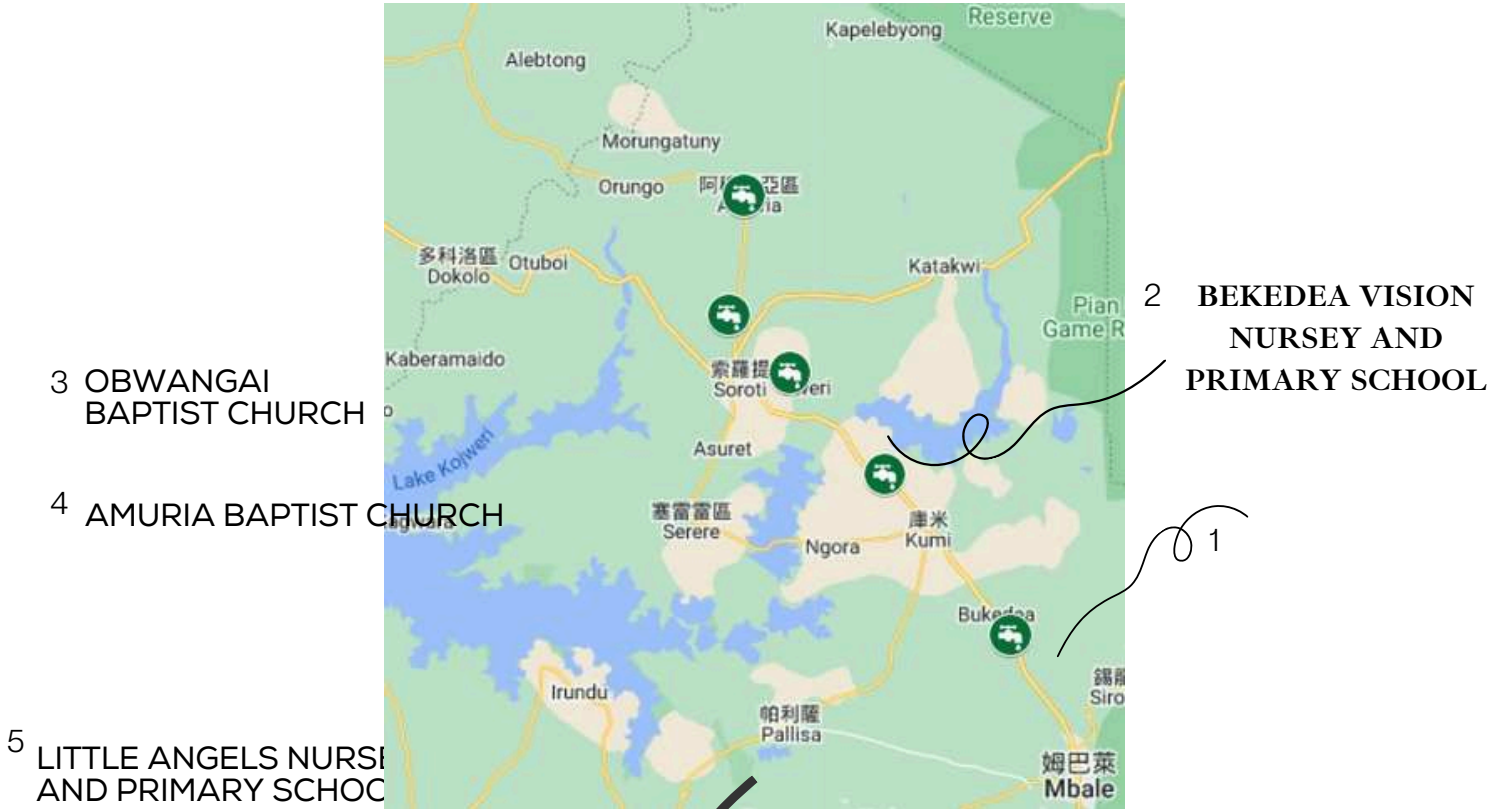 Reserve
Kapelebyong
Alebtong
Morungatuny
Orungo
多科洛區
Dokolo
Otuboi
Katakwi
Pian
Game R
2 BEKEDEA VISION
NURSEY AND
PRIMARY SCHOOL
Kaberamaido
索羅提
Soroti
3 OBWANGAI
BAPTIST CHURCH
Asuret
Lake Kojweri
4 AMURIA BAPTIST CHURCH
塞雷雷區
Serere
Ngora
庫米
Kumi
1
Bukedea
Siro
Irundu
帕利薩
Pallisa
5 LITTLE ANGELS NURSE
AND PRIMARY SCHOO
姆巴萊
Mbale